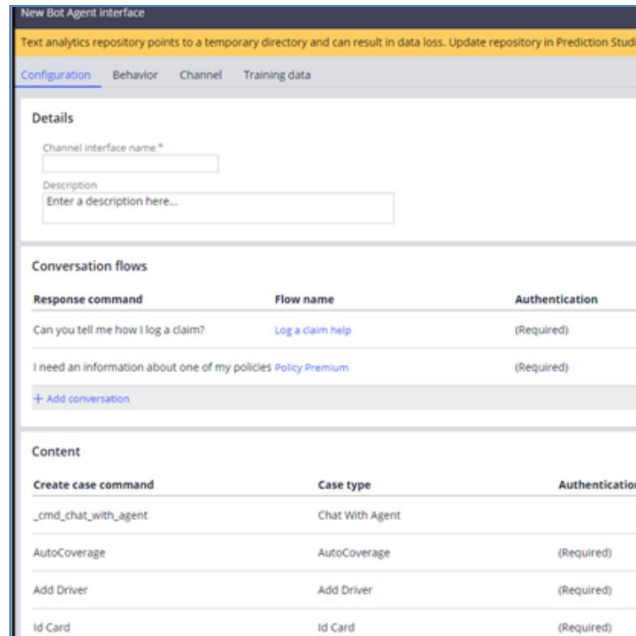 New Bot Agent interface
Text analytics repository points to a temporary directory and can result in data loss. Update repository in Prediction Stud
Configuration Behavior Channel Training data
Details
Channel interface name *
Description
Enter a description here...
Conversation flows
Response command Flow name Authentication
Can you tell me how I log a claim? Log a claim help (Required)
I need an information about one of my policies Policy Premium (Required)
+ Add conversation
Content
Create case command Case type Authentication
_cmd_chat_with_agent Chat With Agent
AutoCoverage AutoCoverage (Required)
Add Driver Add Driver (Required)
Id Card Id Card (Required)